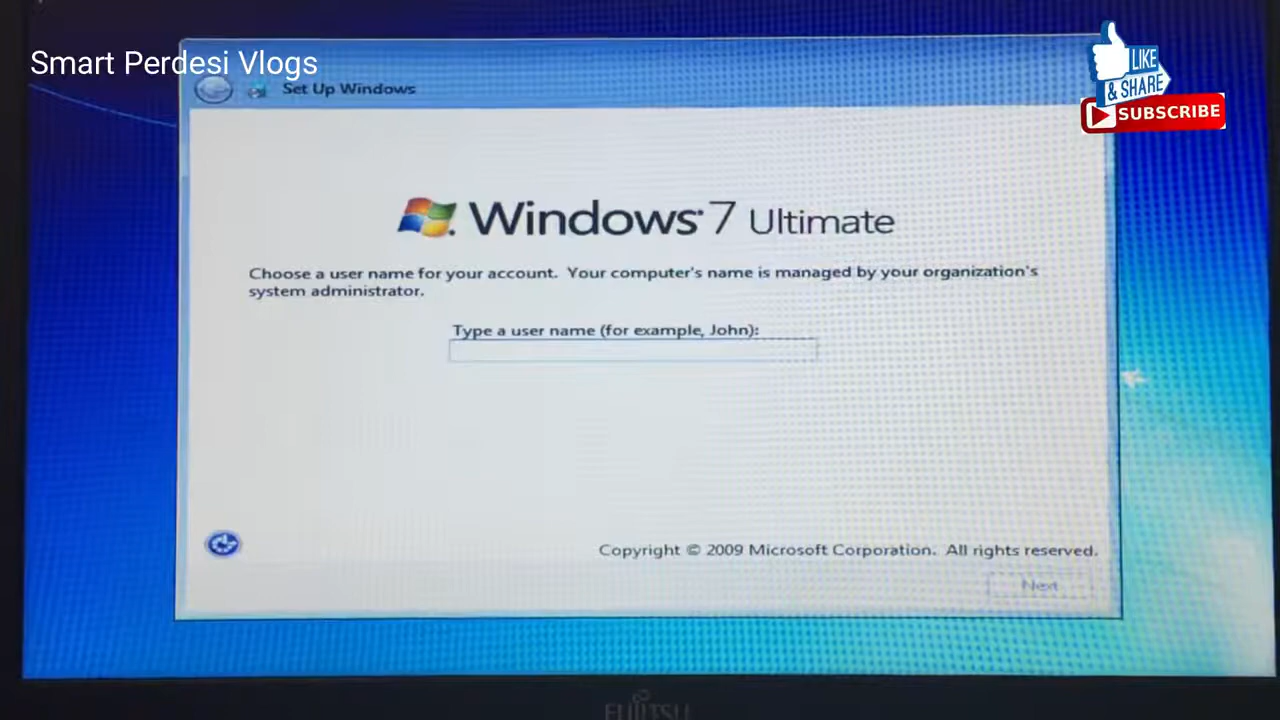 Smart Perdesi Vlogs
LIKE
& SHARE
SUBSCRIBE
Set Up Windows
Windows 7 Ultimate
Choose a user name for your account. Your computer's name is managed by your organization's
system administrator.
Type a user name (for example, John):
Copyright © 2009 Microsoft Corporation. All rights reserved.
Next
FUJITSU